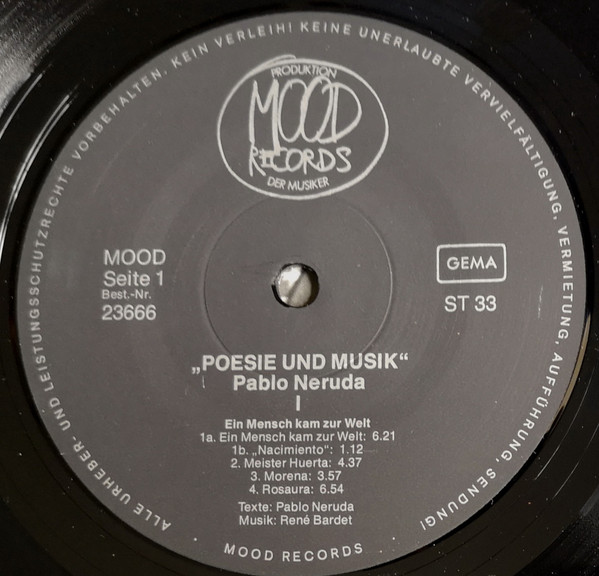 ALLE URHEBER- UND LEISTUNGSSCHUTZRECHTE VORBEHALTEN. KEIN VERLEIH! KEINE UNERLAUBTE VERVIELFÄLTIGUNG, VERMIETUNG, AUFFÜHRUNG, SENDUNG!
PRODUKTION
MOOD
RECORDS
DER MUSIKER
MOOD
Seite 1
Best.-Nr.
23666
GEMA
ST 33
„POESIE UND MUSIK“
Pablo Neruda
I
Ein Mensch kam zur Welt
1a. Ein Mensch kam zur Welt: 6.21
1b. „Nacimiento“: 1.12
2. Meister Huerta: 4.37
3. Morena: 3.57
4. Rosaura: 6.54
Texte: Pablo Neruda
Musik: René Bardet
· MOOD RECORDS ·